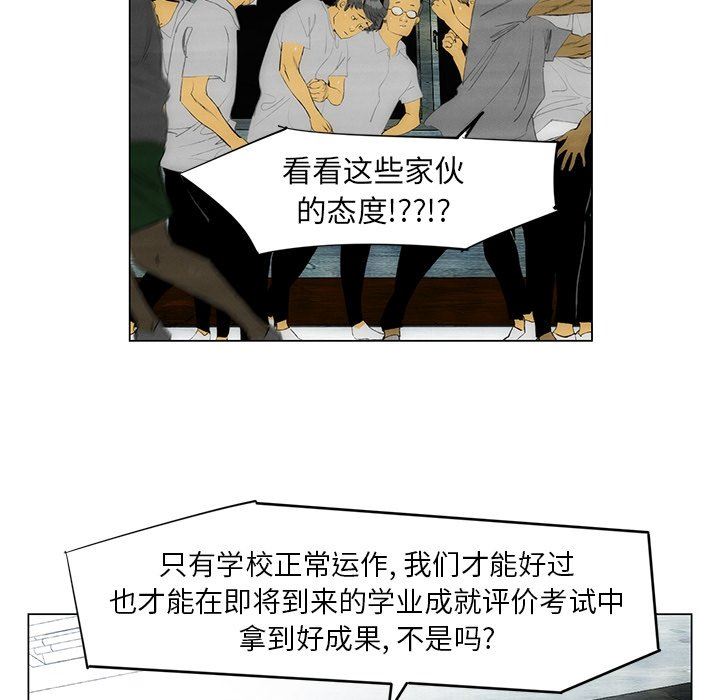 看看这些家伙
的态度!??!?
只有学校正常运作, 我们才能好过
也才能在即将到来的学业成就评价考试中
拿到好成果, 不是吗?